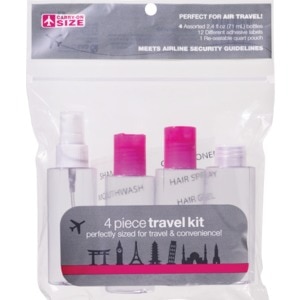 CARRY-ON
SIZE
PERFECT FOR AIR TRAVEL!
4 Assorted 2.4 fl oz (71 mL) bottles
12 Different adhesive labels
1 Re-sealable quart pouch
MEETS AIRLINE SECURITY GUIDELINES
MOUTHWASH
HAIR SPRAY
HAIR GEL
4 piece travel kit
perfectly sized for travel & convenience!